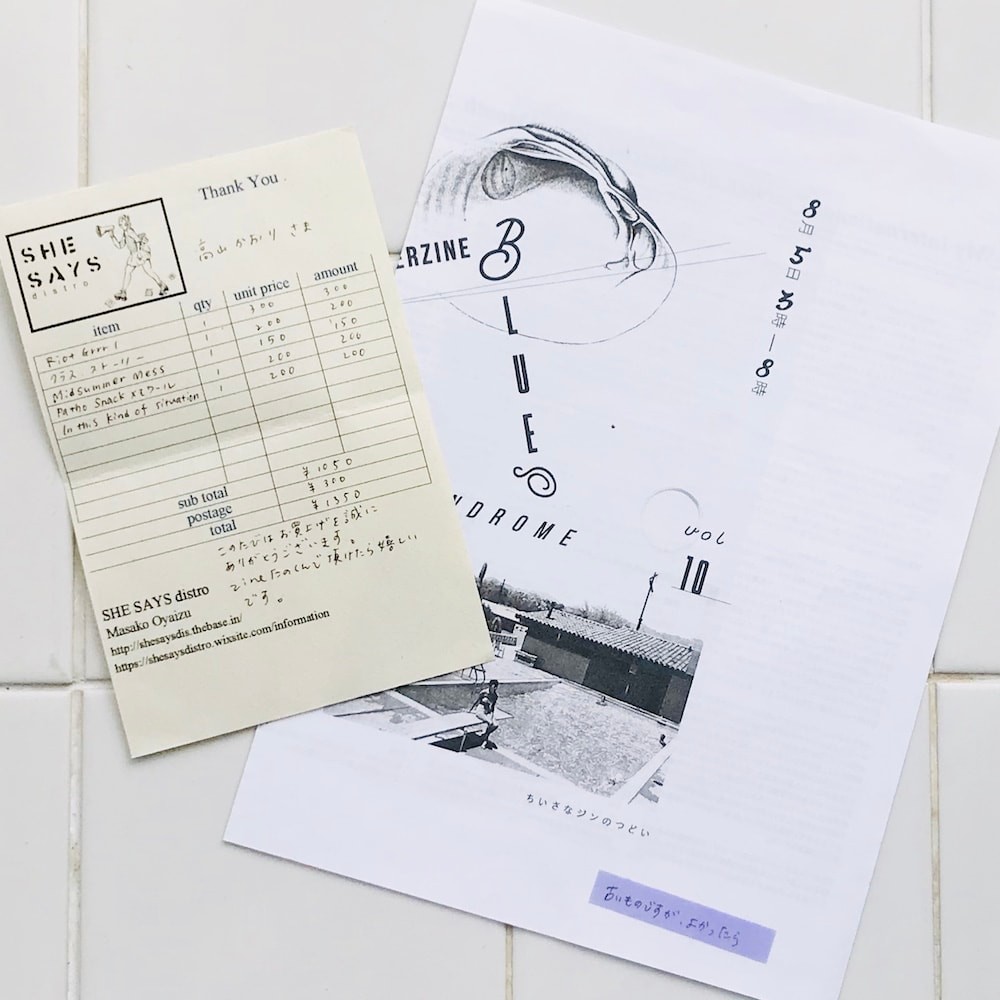 Thank You
SHE
SAYS
distro
高山 かおり さま
item qty unit price amount
Riot Grrrl 1 300 300
クラス ストーリー 1 200 200
Midsummer Mess 1 150 150
Patho Snack x ミワール 1 200 200
In this kind of situation 1 200 200
sub total ¥1050
postage ¥300
total ¥1350
このたびはお買上げを誠に
ありがとうございます。
zineたのしんで頂けたら嬉しい
です。
SHE SAYS distro
Masako Oyaizu
http://shesaysdis.thebase.in/
https://shesaysdistro.wixsite.com/information
ERZINE
BLUES
NDROME
VOL
10
8月5日3時—8時
ちいさなジンのつどい
古いものですが、よかったら